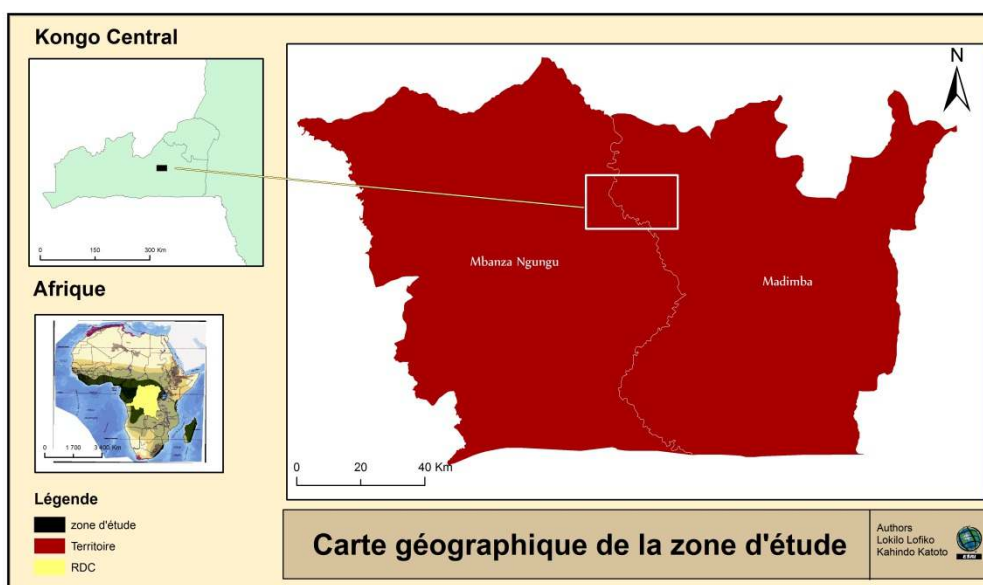 Kongo Central
0 150 300 Km
Afrique
0 1 700 3 400 Km
Légende
zone d'étude
Territoire
RDC
N
Mbanza Ngungu
Madimba
0 20 40 Km
Carte géographique de la zone d'étude
Authors
Lokilo Lofiko
Kahindo Katoto
esri